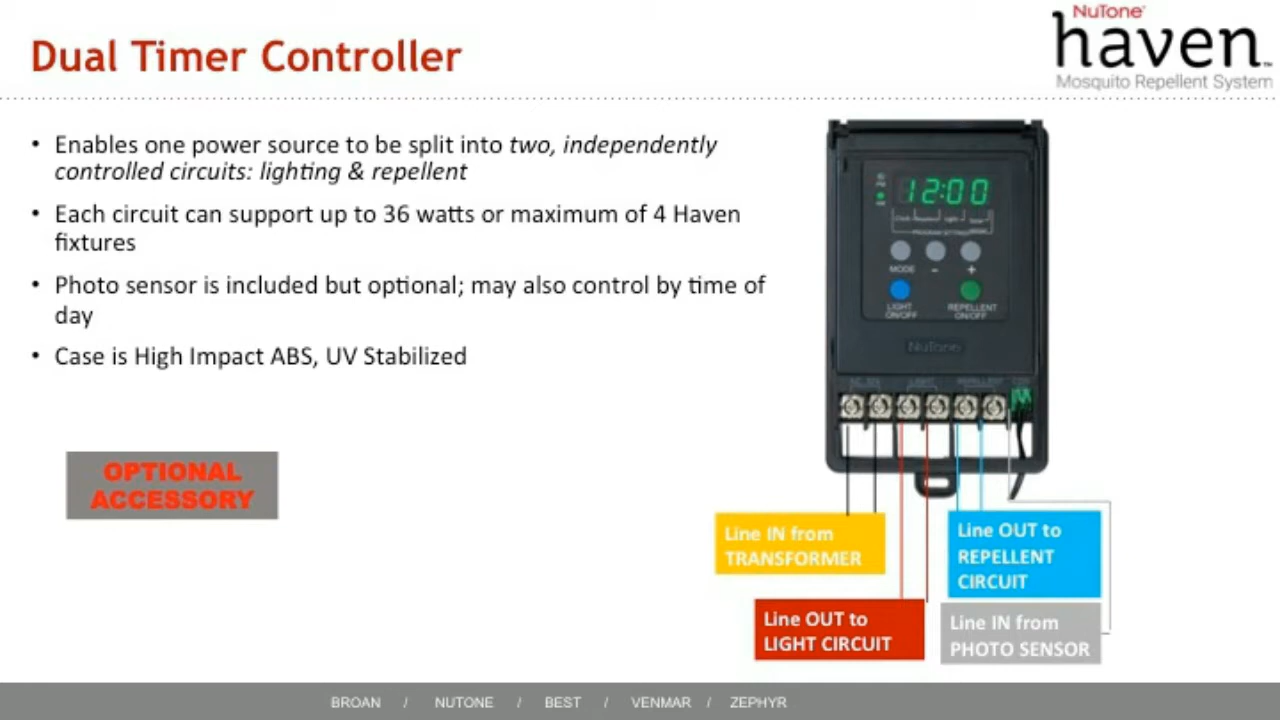 Dual Timer Controller
NuTone
haven™
Mosquito Repellent System
• Enables one power source to be split into two, independently
controlled circuits: lighting & repellent
• Each circuit can support up to 36 watts or maximum of 4 Haven
fixtures
• Photo sensor is included but optional; may also control by time of
day
• Case is High Impact ABS, UV Stabilized
OPTIONAL
ACCESSORY
12:00
MODE - +
LIGHT
ON/OFF
REPELLENT
ON/OFF
NuTone
LIGHT
REPELLENT
Line IN from
TRANSFORMER
Line OUT to
REPELLENT
CIRCUIT
Line OUT to
LIGHT CIRCUIT
Line IN from
PHOTO SENSOR
BROAN / NUTONE / BEST / VENMAR / ZEPHYR